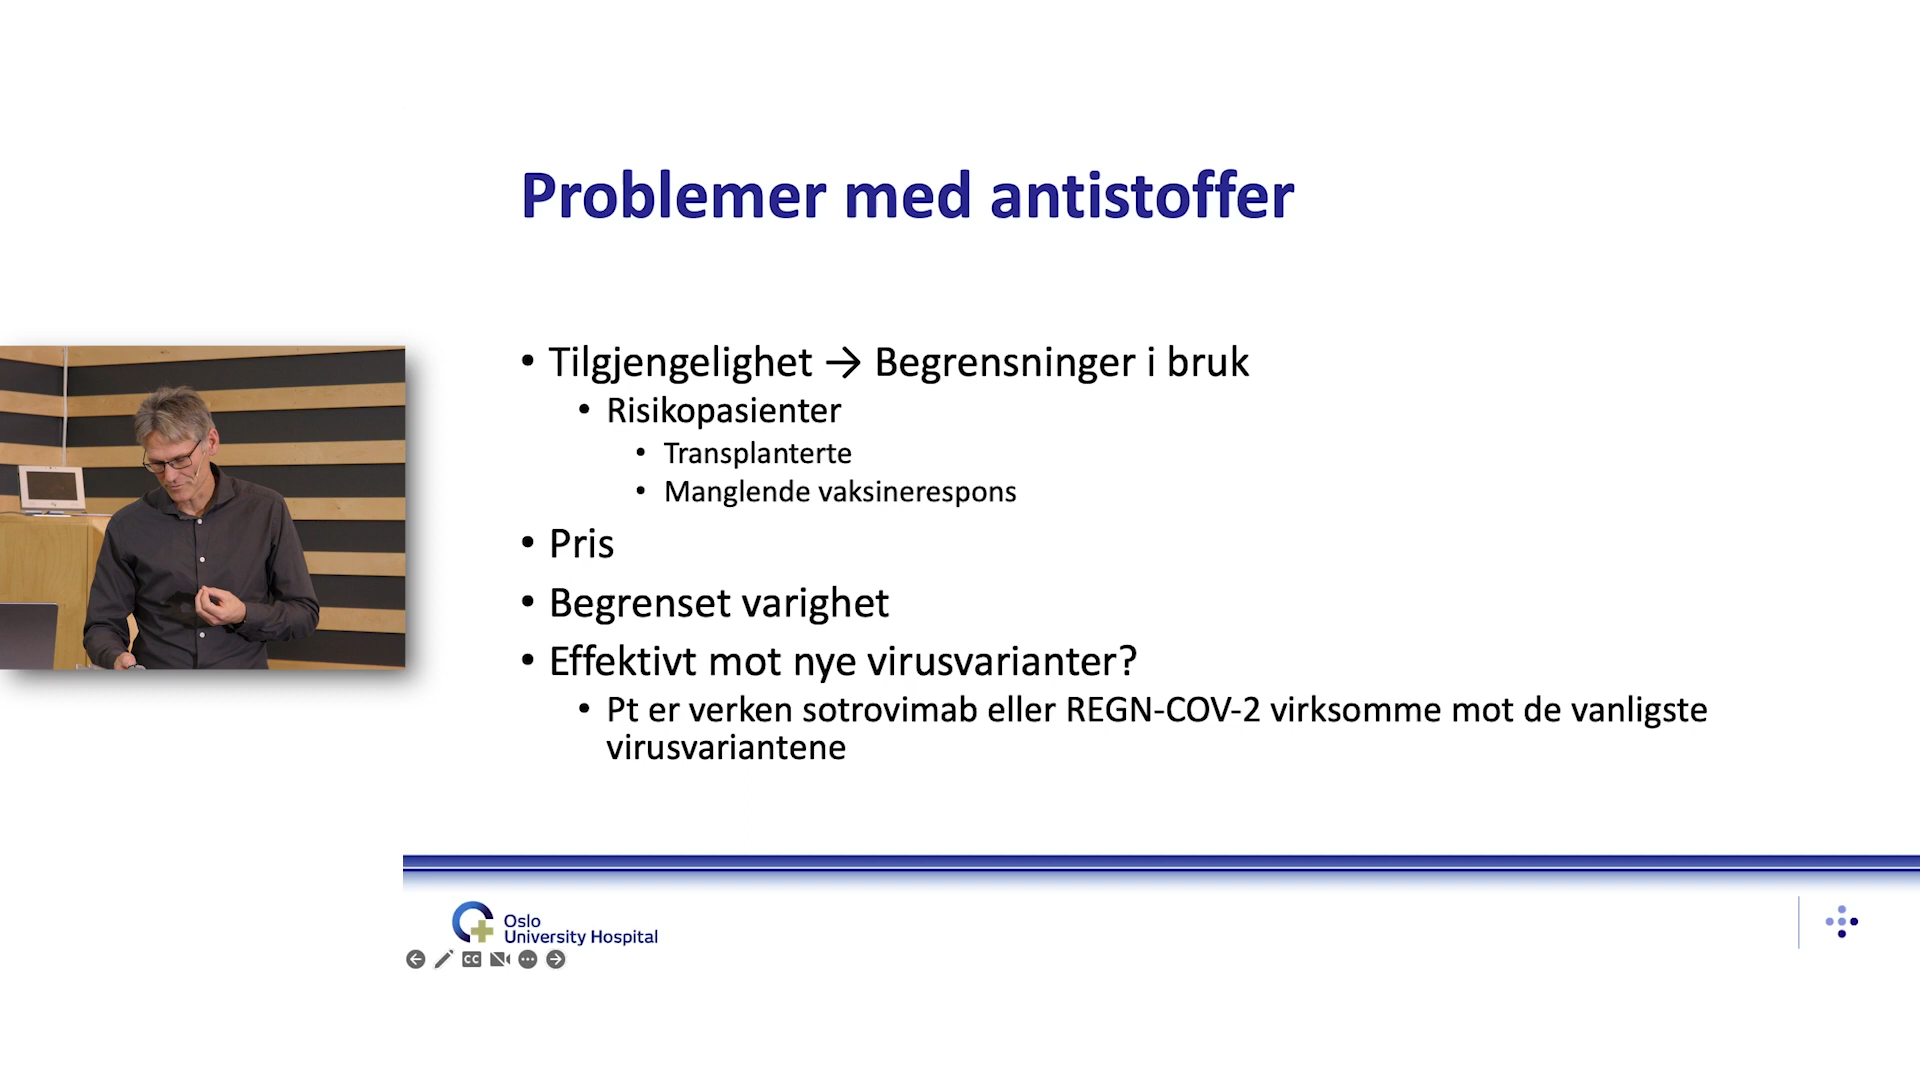 Problemer med antistoffer
• Tilgjengelighet → Begrensninger i bruk
• Risikopasienter
• Transplanterte
• Manglende vaksinerespons
• Pris
• Begrenset varighet
• Effektivt mot nye virusvarianter?
• Pt er verken sotrovimab eller REGN-COV-2 virksomme mot de vanligste
virusvariantene
Oslo
University Hospital
CC